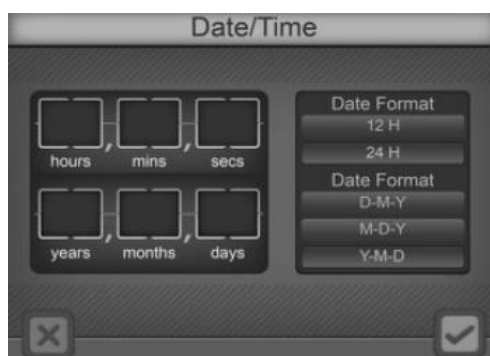 Date/Time
hours , mins , secs
years , months , days
Date Format
12 H
24 H
Date Format
D-M-Y
M-D-Y
Y-M-D